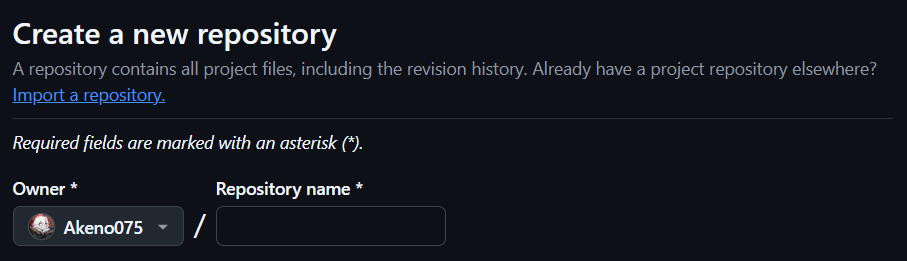 Create a new repository
A repository contains all project files, including the revision history. Already have a project repository elsewhere?
Import a repository.
Required fields are marked with an asterisk (*).
Owner *
Repository name *
Akeno075
/